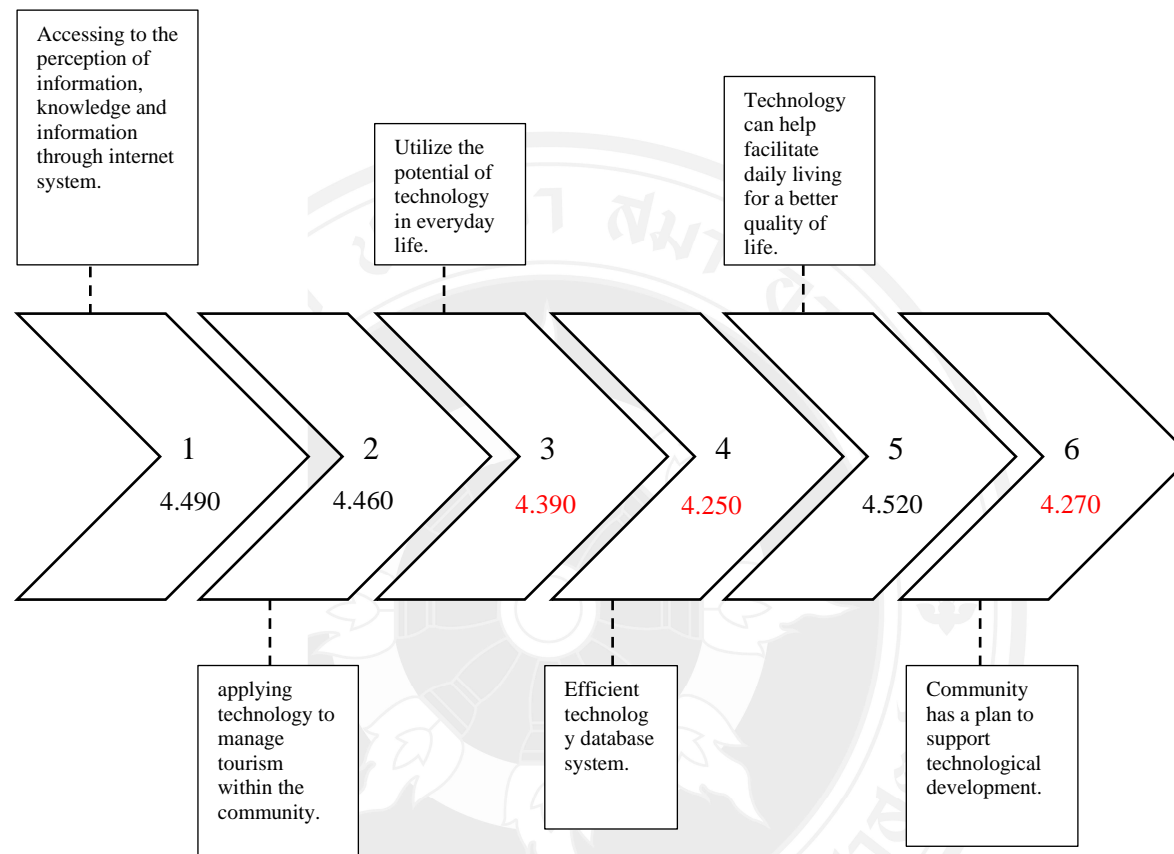 Accessing to the
perception of
information,
knowledge and
information
through internet
system.
Utilize the
potential of
technology
in everyday
life.
Technology
can help
facilitate
daily living
for a better
quality of
life.
1
4.490
2
4.460
3
4.390
4
4.250
5
4.520
6
4.270
applying
technology to
manage
tourism
within the
community.
Efficient
technolog
y database
system.
Community
has a plan to
support
technological
development.